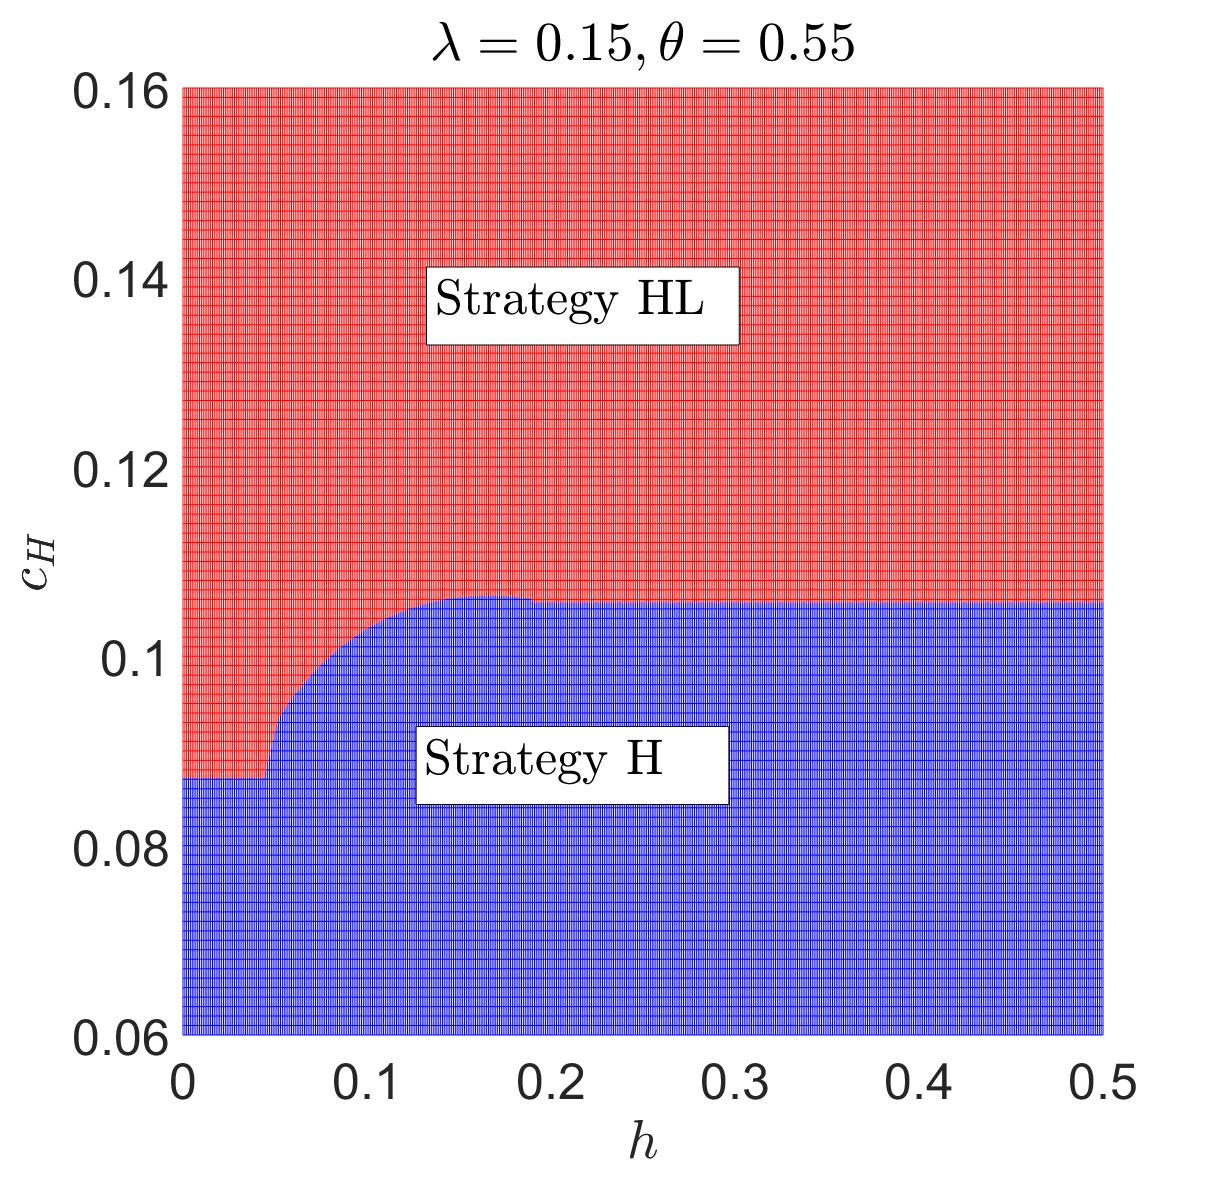 λ = 0.15, θ = 0.55
0.16
0.14
0.12
0.1
0.08
0.06
c_H
Strategy HL
Strategy H
0 0.1 0.2 0.3 0.4 0.5
h